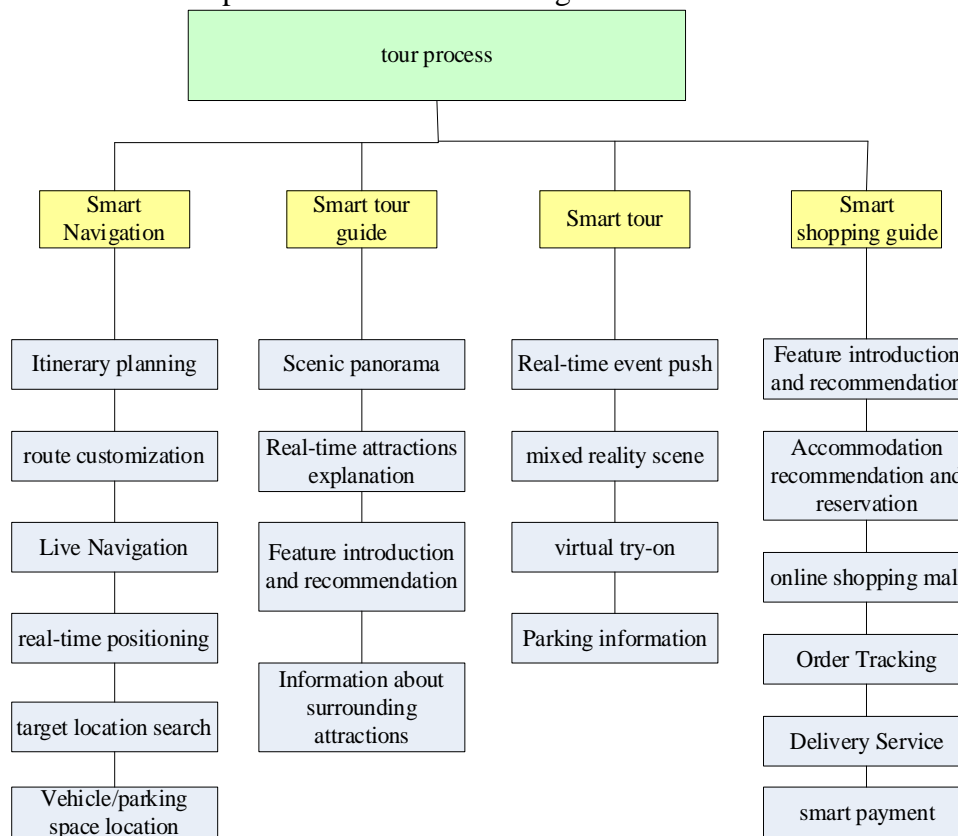 tour process
Smart
Navigation
Smart tour
guide
Smart tour
Smart
shopping guide
Itinerary planning
route customization
Live Navigation
real-time positioning
target location search
Vehicle/parking
space location
Scenic panorama
Real-time attractions
explanation
Feature introduction
and recommendation
Information about
surrounding
attractions
Real-time event push
mixed reality scene
virtual try-on
Parking information
Feature introduction
and recommendation
Accommodation
recommendation and
reservation
online shopping mal
Order Tracking
Delivery Service
smart payment